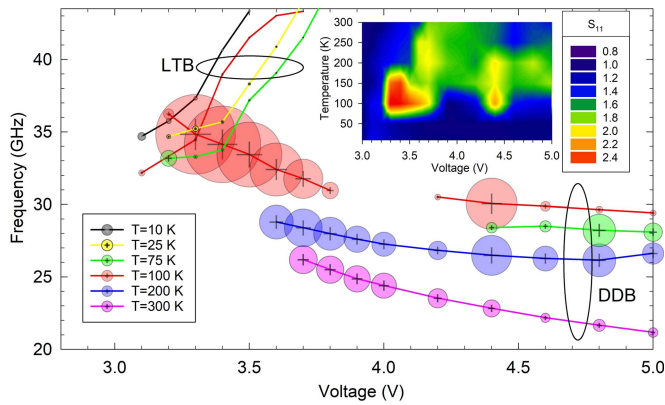 40
35
30
25
20
Frequency (GHz)
3.0
3.5
4.0
4.5
5.0
Voltage (V)
LTB
DDB
T=10 K
T=25 K
T=75 K
T=100 K
T=200 K
T=300 K
300
250
200
150
100
50
Temperature (K)
3.0 3.5 4.0 4.5 5.0
Voltage (V)
S11
0.8
1.0
1.2
1.4
1.6
1.8
2.0
2.2
2.4